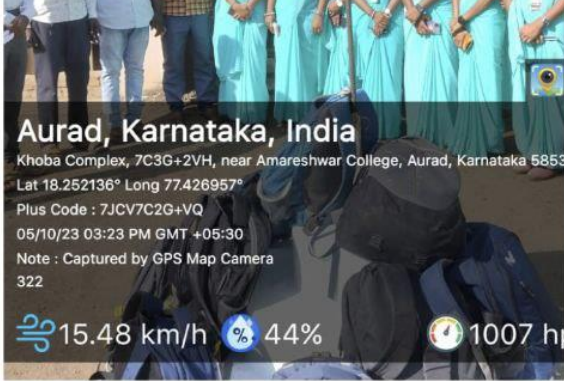 Aurad, Karnataka, India
Khoba Complex, 7C3G+2VH, near Amareshwar College, Aurad, Karnataka 5853
Lat 18.252136° Long 77.426957°
Plus Code : 7JCV7C2G+VQ
05/10/23 03:23 PM GMT +05:30
Note : Captured by GPS Map Camera
322
15.48 km/h % 44% 1007 hp